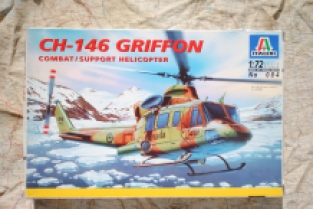 CH-146 GRIFFON
COMBAT/SUPPORT HELICOPTER
ITALERI
1:72
No 084